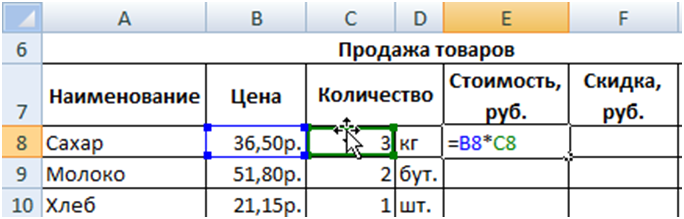 A B C D E F
6 Продажа товаров
7 Наименование Цена Количество Стоимость, руб. Скидка, руб.
8 Сахар 36,50р. 3 кг =B8*C8
9 Молоко 51,80р. 2 бут.
10 Хлеб 21,15р. 1 шт.